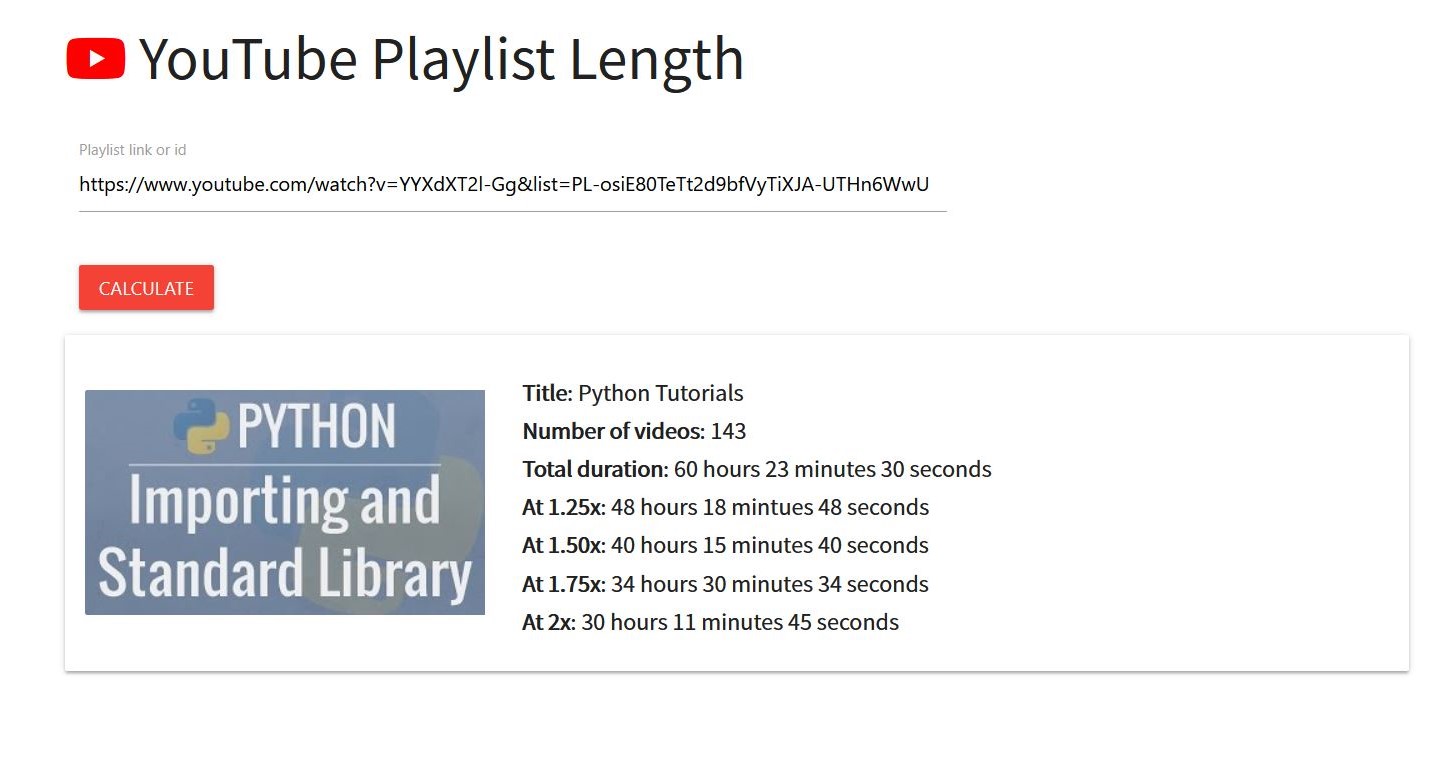 YouTube Playlist Length
Playlist link or id
https://www.youtube.com/watch?v=YYXdXT2l-Gg&list=PL-osiE80TeTt2d9bfVyTiXJA-UTHn6WwU
CALCULATE
PYTHON
Importing and
Standard Library
Title: Python Tutorials
Number of videos: 143
Total duration: 60 hours 23 minutes 30 seconds
At 1.25x: 48 hours 18 mintues 48 seconds
At 1.50x: 40 hours 15 minutes 40 seconds
At 1.75x: 34 hours 30 minutes 34 seconds
At 2x: 30 hours 11 minutes 45 seconds